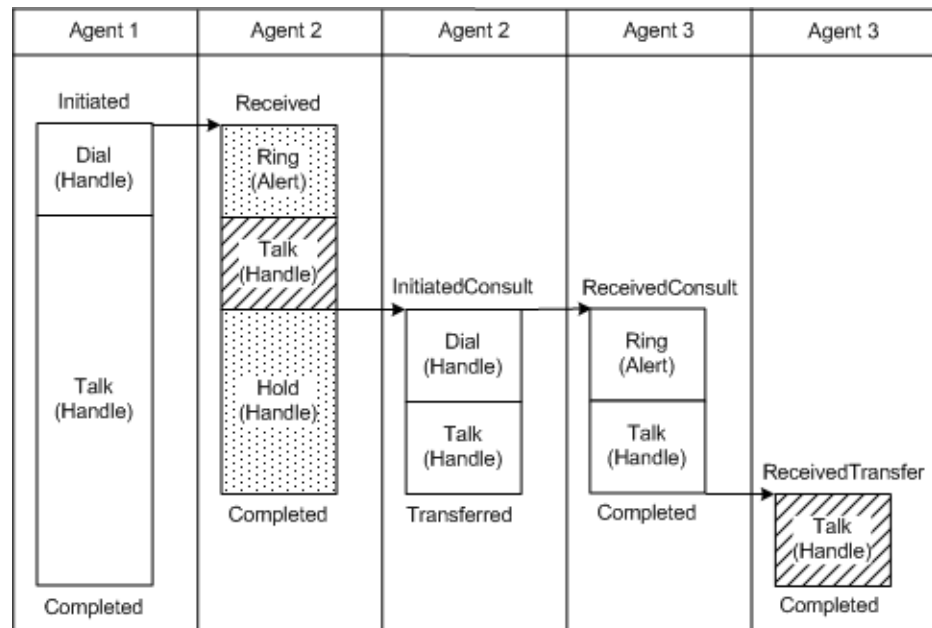 Agent 1
Agent 2
Agent 2
Agent 3
Agent 3
Initiated
Dial
(Handle)
Talk
(Handle)
Completed
Received
Ring
(Alert)
Talk
(Handle)
Hold
(Handle)
Completed
InitiatedConsult
Dial
(Handle)
Talk
(Handle)
Transferred
ReceivedConsult
Ring
(Alert)
Talk
(Handle)
Completed
ReceivedTransfer
Talk
(Handle)
Completed